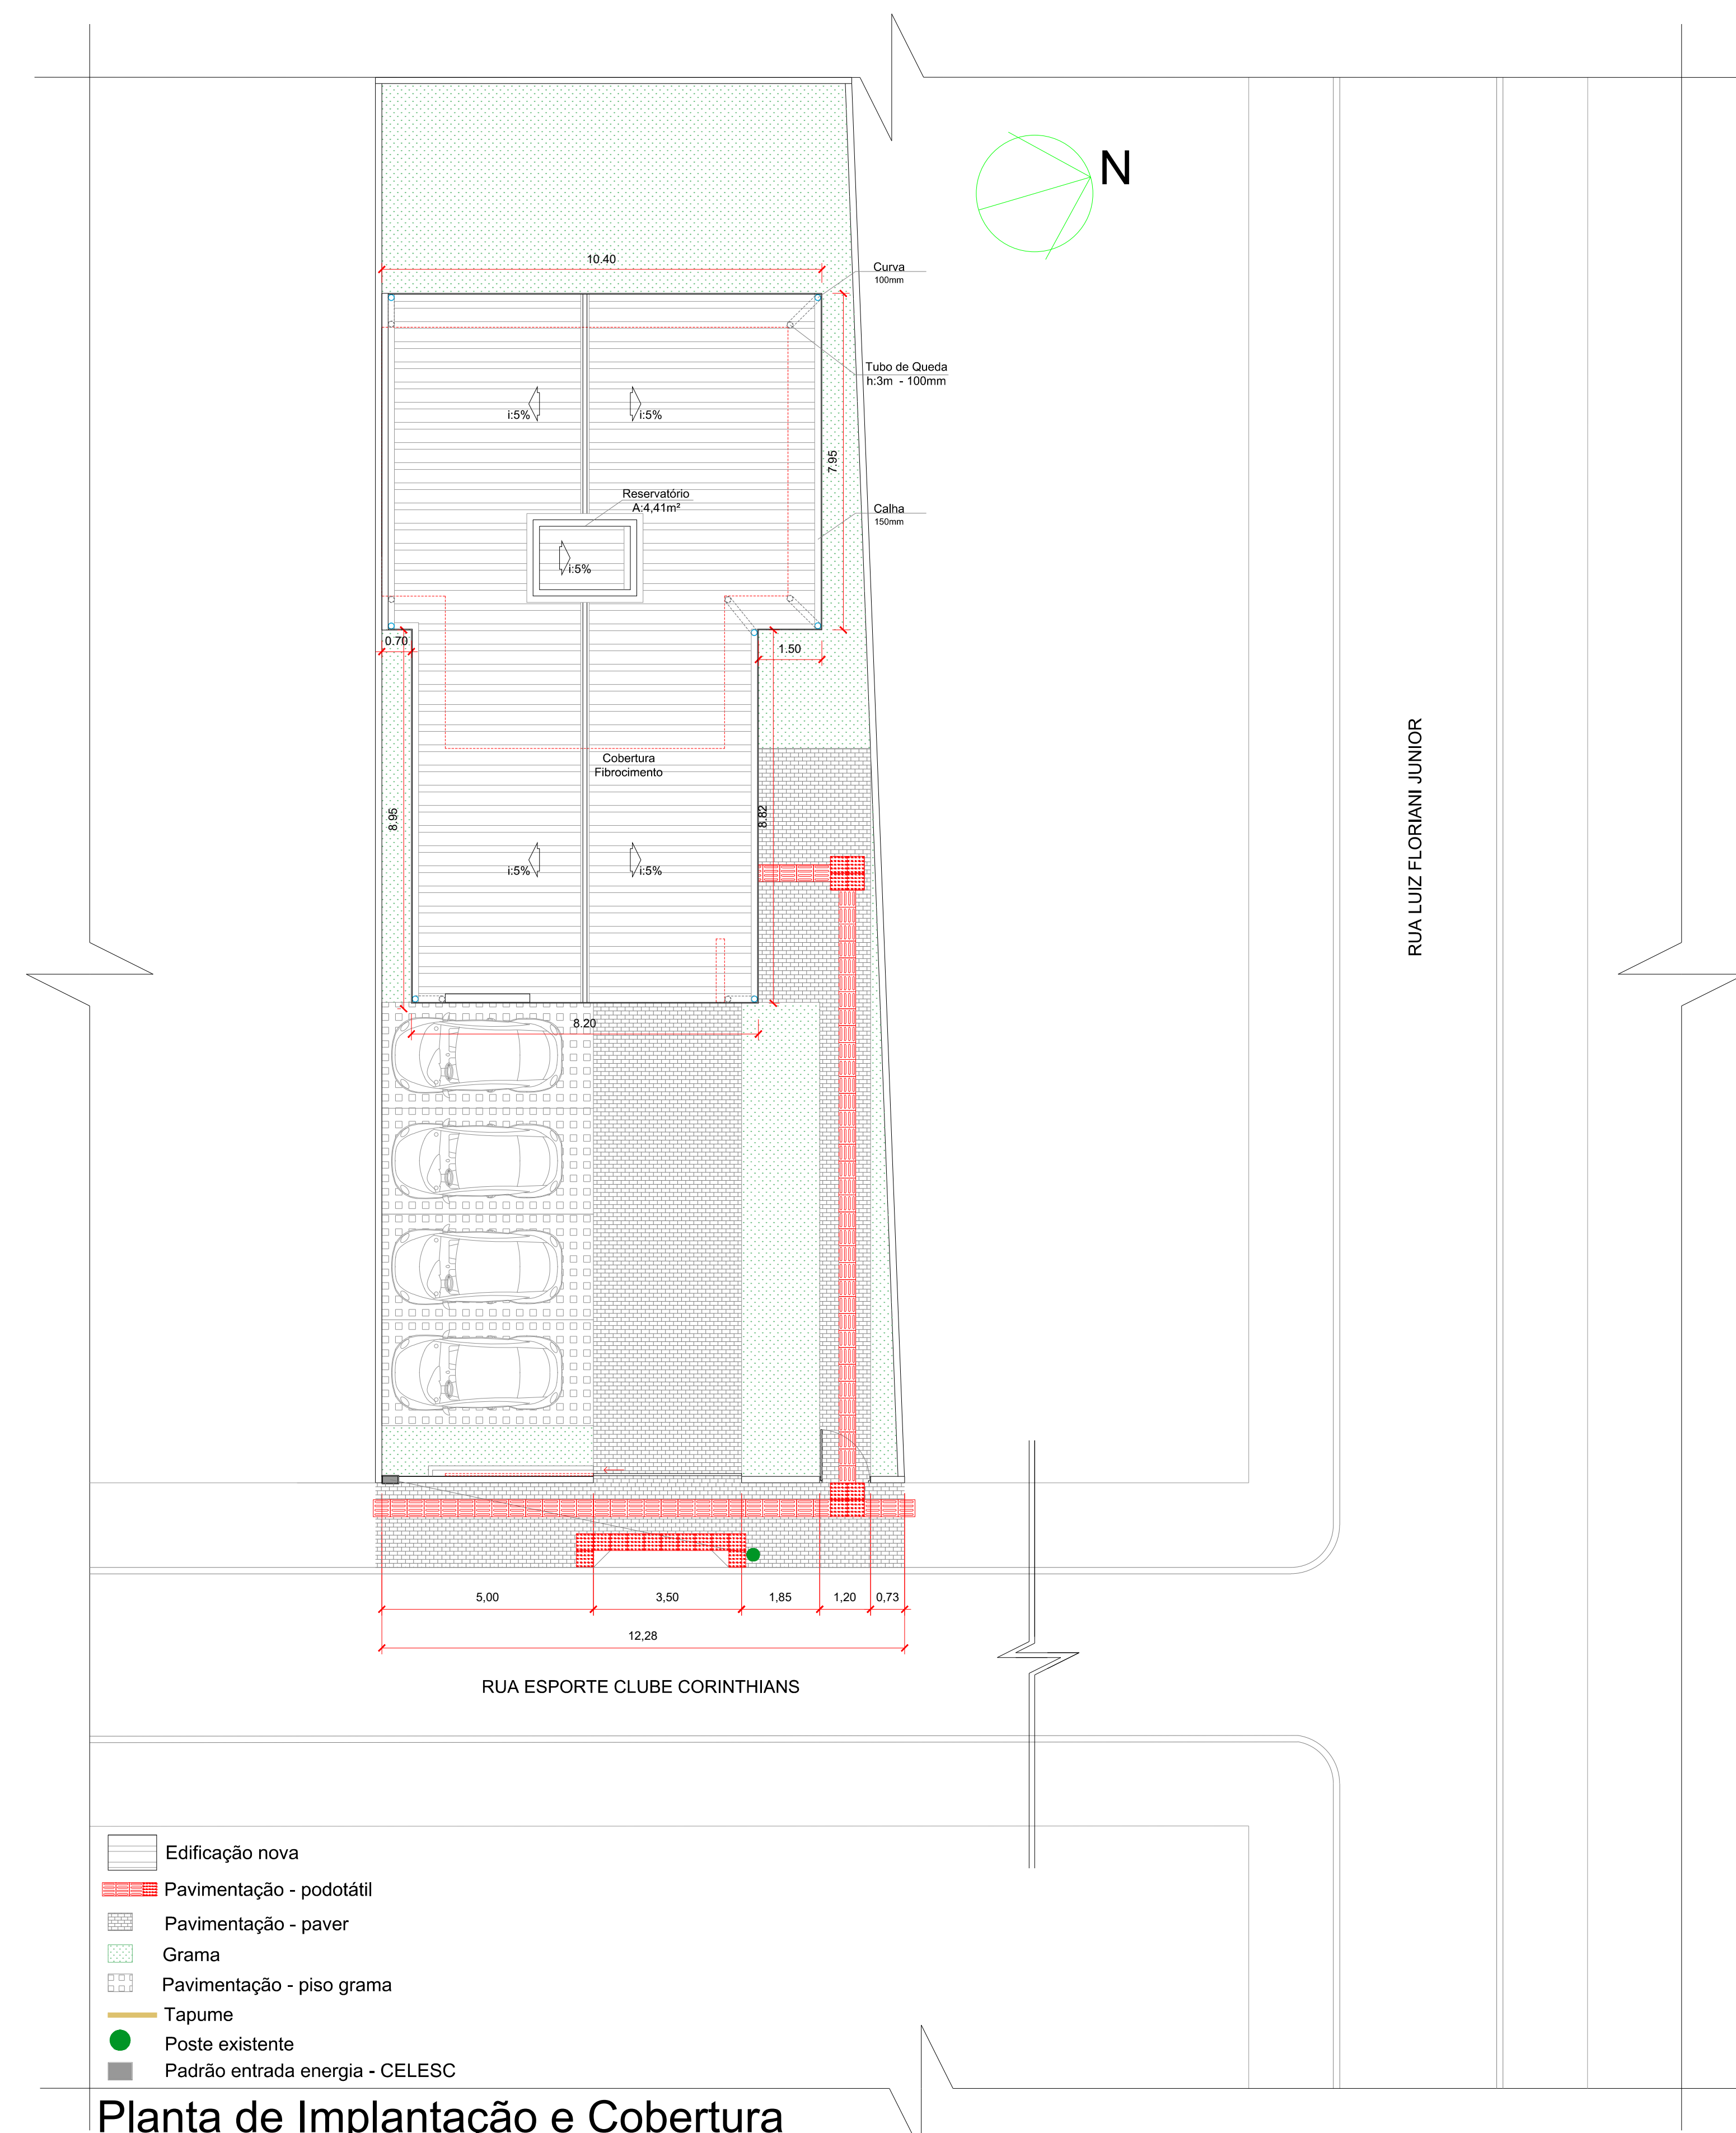 N
10.40
Curva
100mm
Tubo de Queda
h:3m - 100mm
i:5%
i:5%
7.95
Reservatório
A:4,41m²
Calha
150mm
i:5%
0.70
1.50
Cobertura
Fibrocimento
8.95
8.82
i:5%
i:5%
8.20
RUA LUIZ FLORIANI JUNIOR
5,00
3,50
1,85
1,20
0,73
12,28
RUA ESPORTE CLUBE CORINTHIANS
Edificação nova
Pavimentação - podotátil
Pavimentação - paver
Grama
Pavimentação - piso grama
Tapume
Poste existente
Padrão entrada energia - CELESC
Planta de Implantação e Cobertura